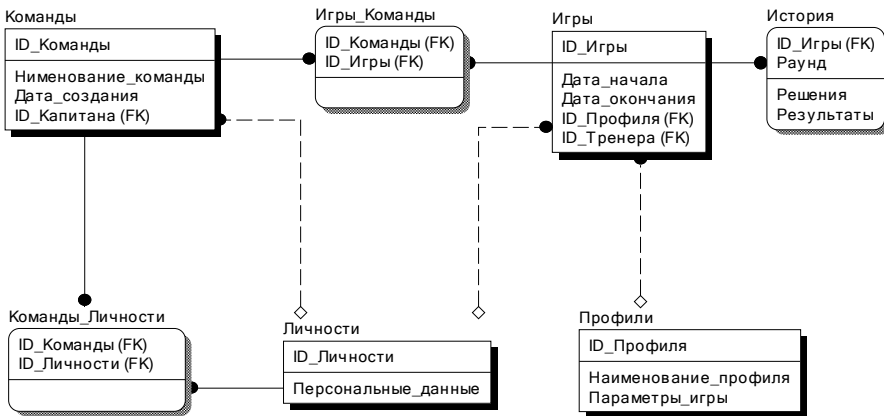 Команды
ID_Команды
Нименование_команды
Дата_создания
ID_Капитана (FK)
Игры_Команды
ID_Команды (FK)
ID_Игры (FK)
Игры
ID_Игры
Дата_начала
Дата_окончания
ID_Профиля (FK)
ID_Тренера (FK)
История
ID_Игры (FK)
Раунд
Решения
Результаты
Команды_Личности
ID_Команды (FK)
ID_Личности (FK)
Личности
ID_Личности
Персональные_данные
Профили
ID_Профиля
Наименование_профиля
Параметры_игры